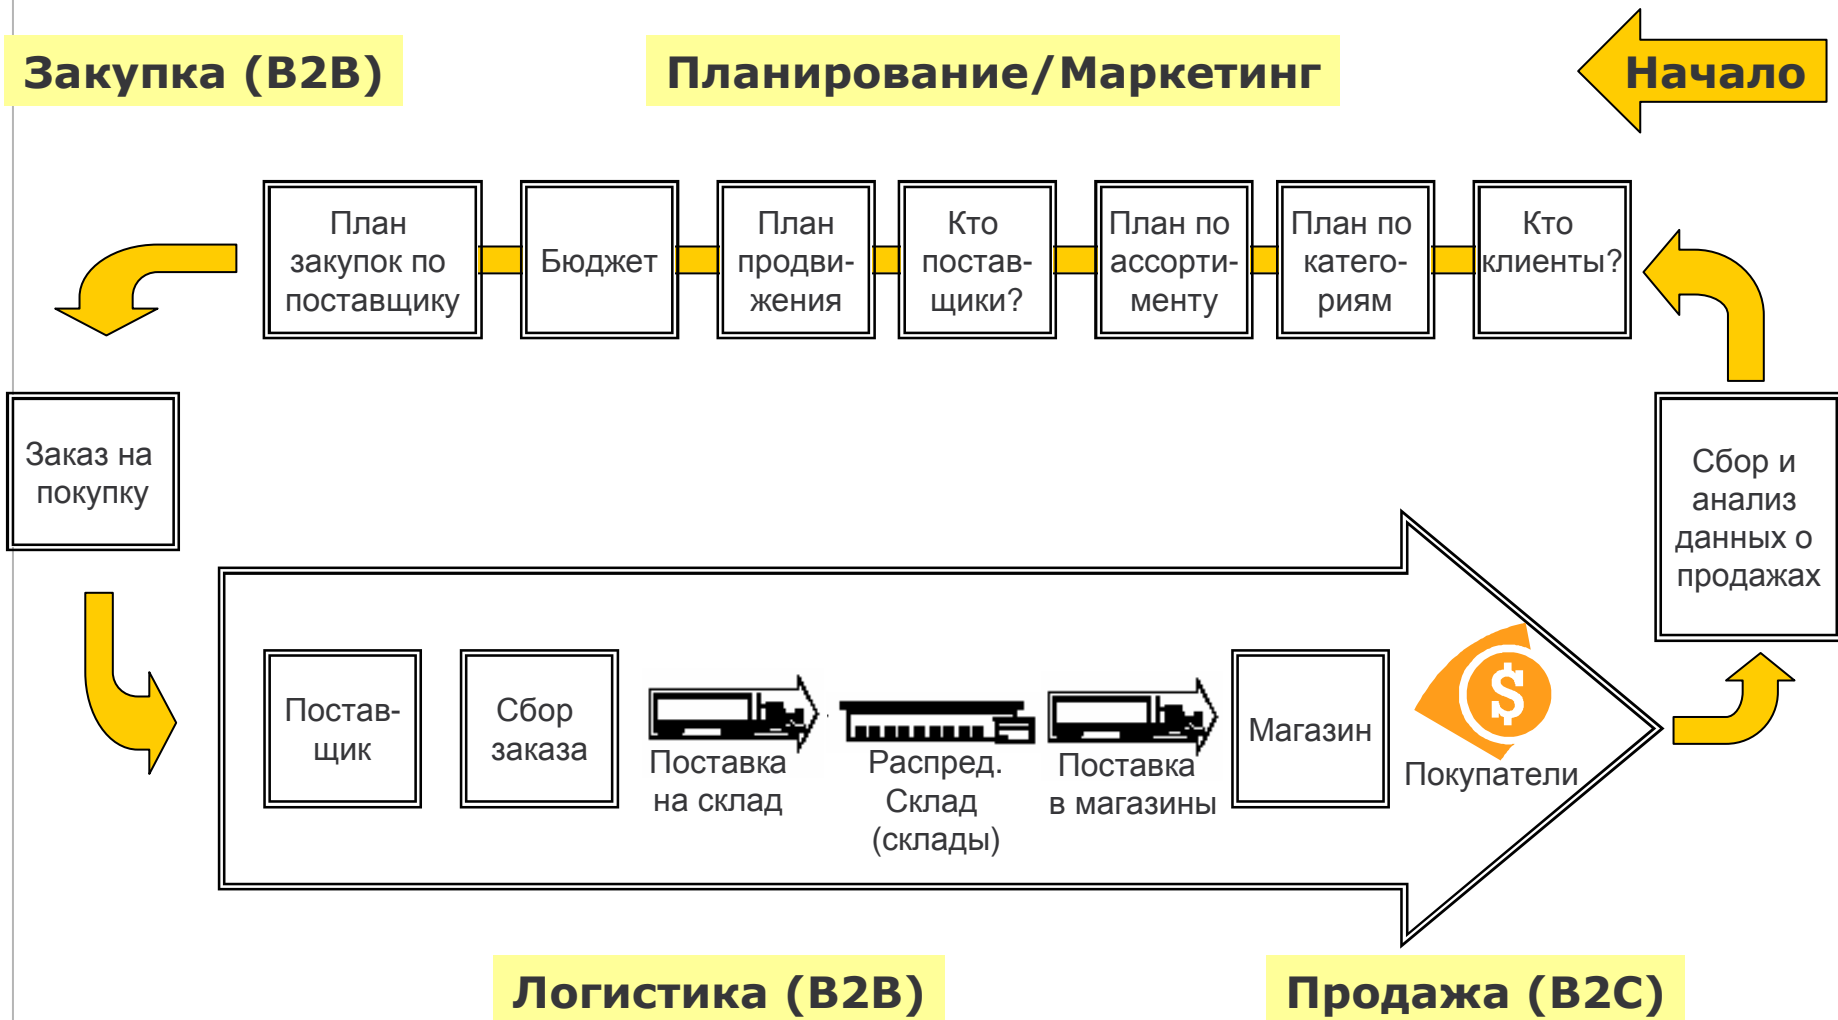 Закупка (B2B)
Планирование/Маркетинг
Начало
План
закупок по
поставщику
Бюджет
План
продви-
жения
Кто
постав-
щики?
План по
ассорти-
менту
План по
катего-
риям
Кто
клиенты?
Заказ на
покупку
Сбор и
анализ
данных о
продажах
Постав-
щик
Сбор
заказа
Поставка
на склад
Распред.
Склад
(склады)
Поставка
в магазины
Магазин
$
Покупатели
Логистика (B2B)
Продажа (B2C)